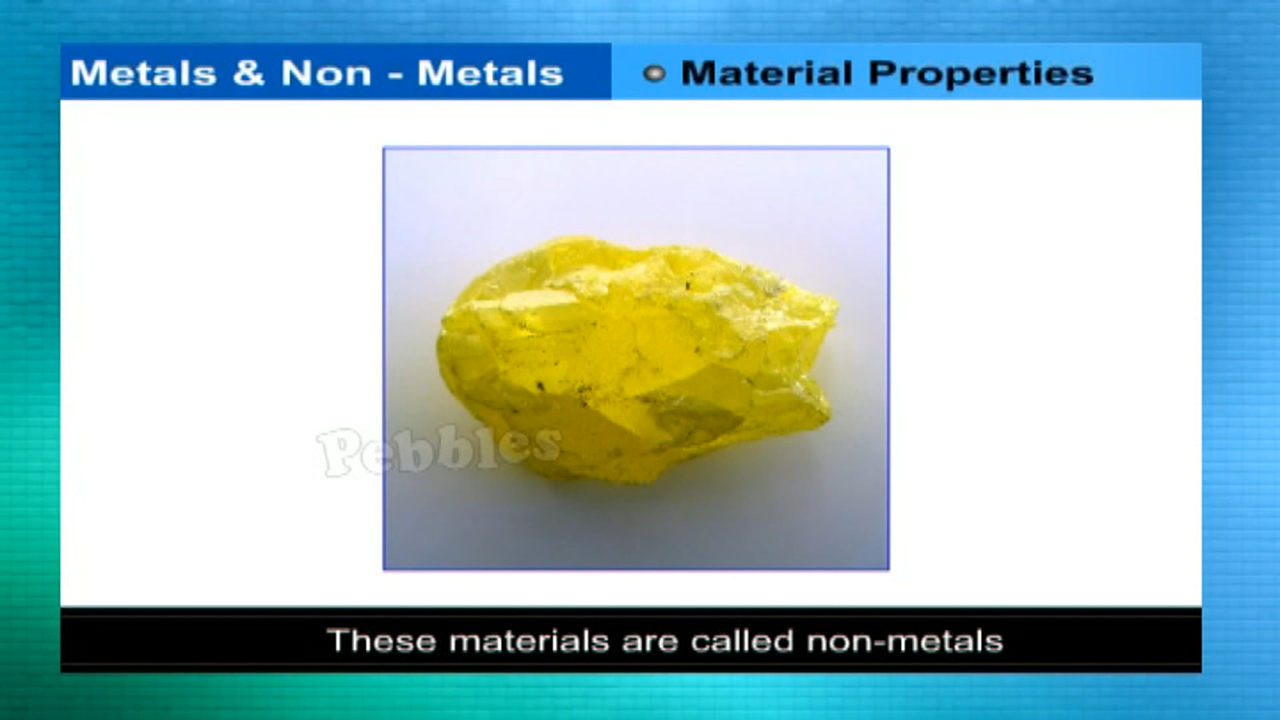 Metals & Non - Metals
Material Properties
Pebbles
These materials are called non-metals